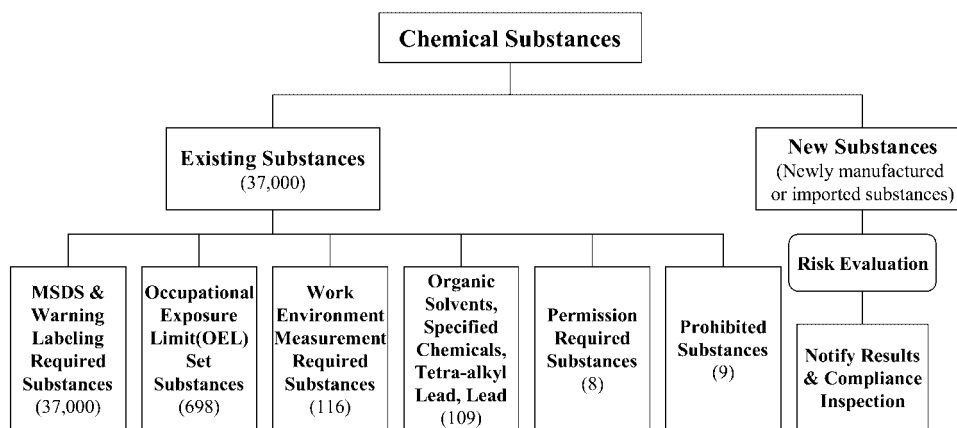 Chemical Substances
Existing Substances
(37,000)
New Substances
(Newly manufactured
or imported substances)
MSDS &
Warning
Labeling
Required
Substances
(37,000)
Occupational
Exposure
Limit(OEL)
Set
Substances
(698)
Work
Environment
Measurement
Required
Substances
(116)
Organic
Solvents,
Specified
Chemicals,
Tetra-alkyl
Lead, Lead
(109)
Permission
Required
Substances
(8)
Prohibited
Substances
(9)
Risk Evaluation
Notify Results
& Compliance
Inspection